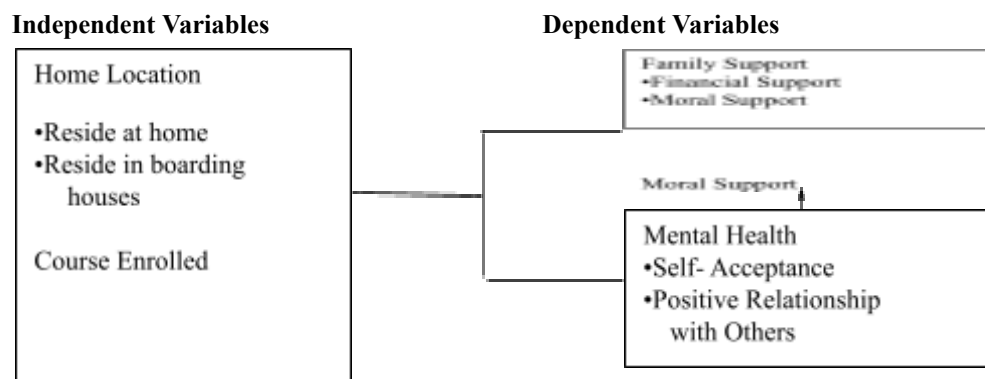 Independent Variables
Dependent Variables
Home Location
•Reside at home
•Reside in boarding
houses
Course Enrolled
Family Support
•Financial Support
•Moral Support
Moral Support
Mental Health
•Self- Acceptance
•Positive Relationship
with Others